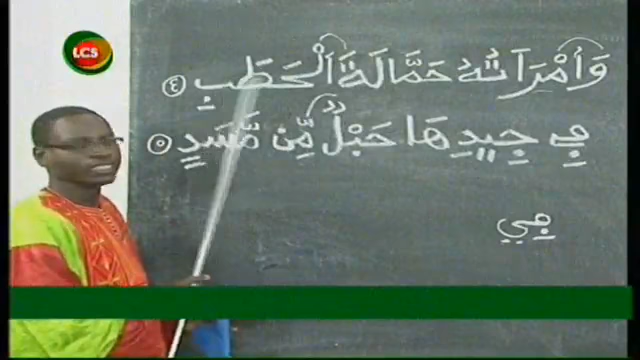 LCS
وَٱمْرَأَتُهُۥ حَمَّالَةَ ٱلْحَطَبِ ٤
فِي جِيدِهَا حَبْلٌ مِّن مَّسَدٍ ٥
جِي